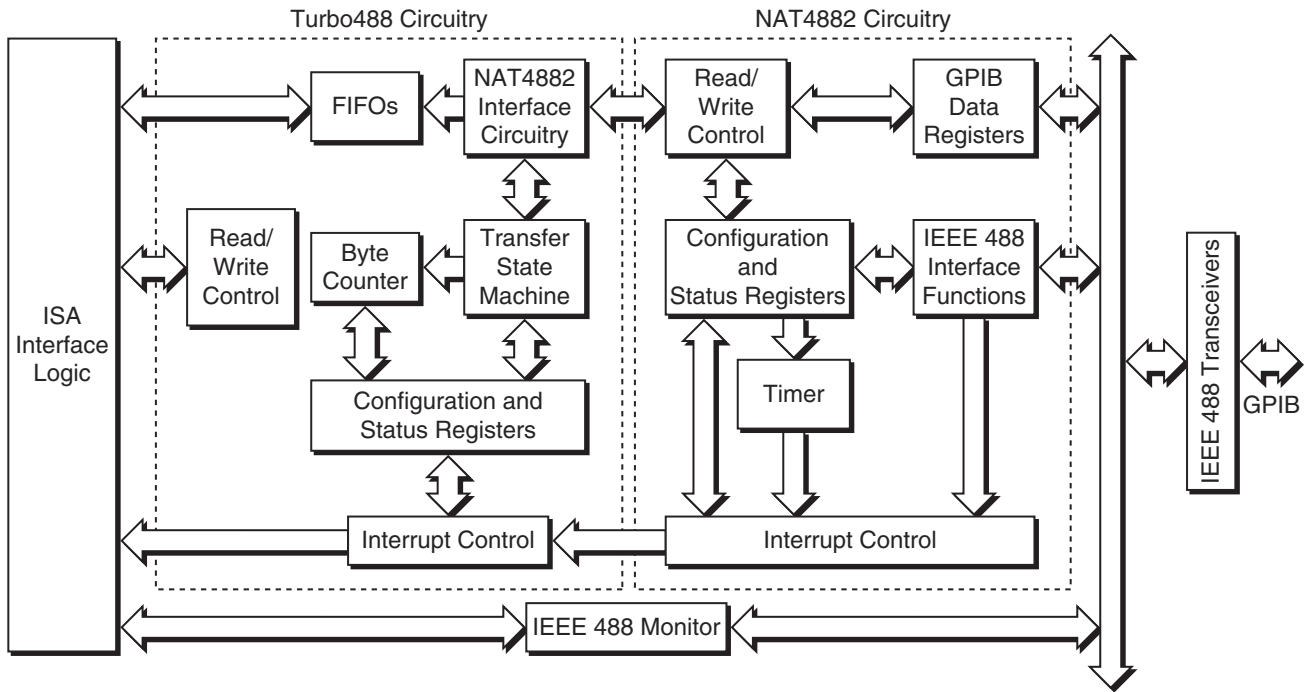 Turbo488 Circuitry
NAT4882 Circuitry
FIFOs
NAT4882
Interface
Circuitry
Read/
Write
Control
GPIB
Data
Registers
ISA
Interface
Logic
Read/
Write
Control
Byte
Counter
Transfer
State
Machine
Configuration
and
Status Registers
IEEE 488
Interface
Functions
Configuration and
Status Registers
Timer
IEEE 488 Transceivers
GPIB
Interrupt Control
Interrupt Control
IEEE 488 Monitor